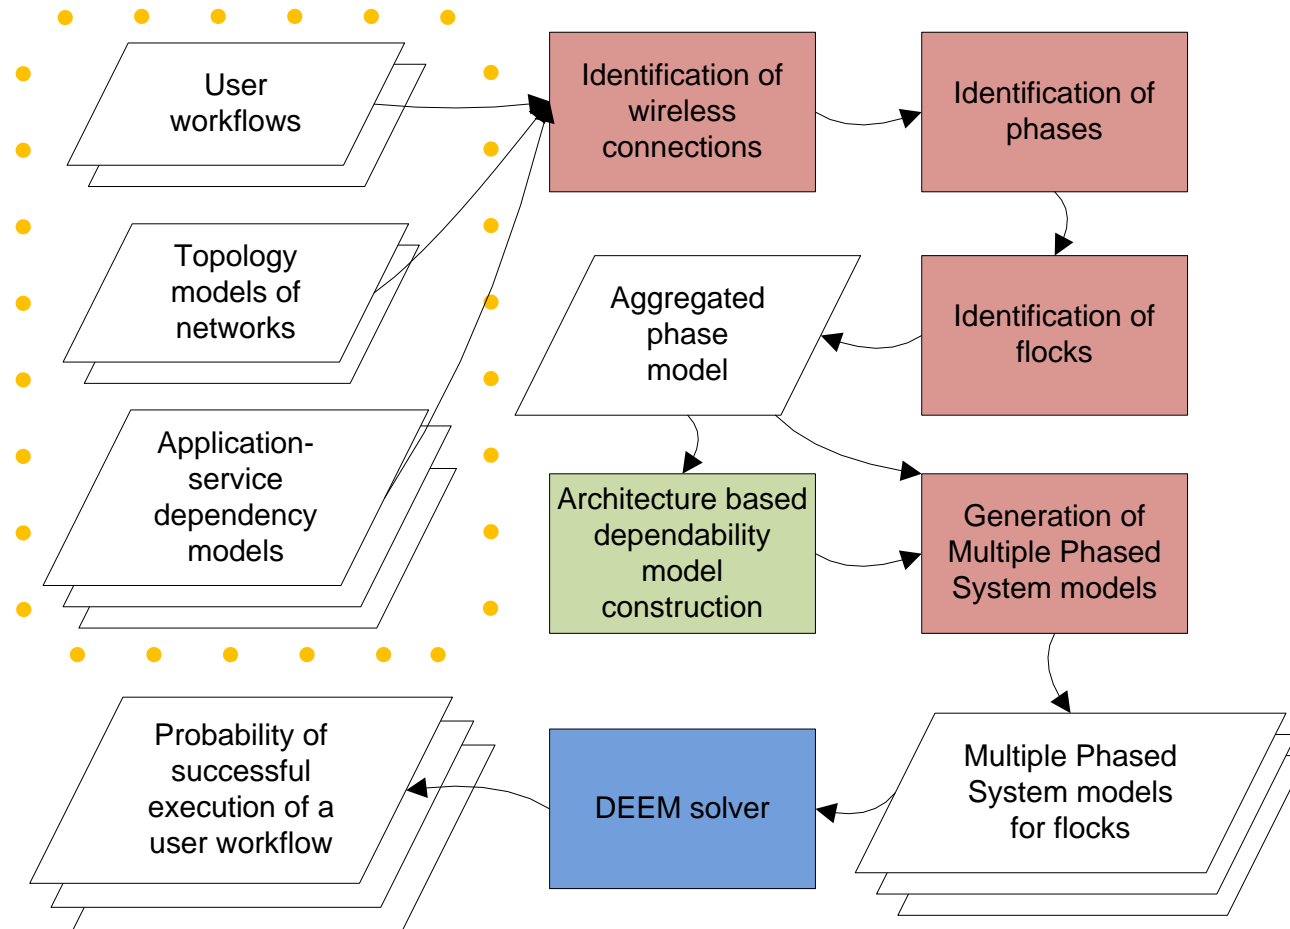 User
workflows
Identification of
wireless
connections
Identification of
phases
Topology
models of
networks
Aggregated
phase
model
Identification of
flocks
Application-
service
dependency
models
Architecture based
dependability
model
construction
Generation of
Multiple Phased
System models
Probability of
successful
execution of a
user workflow
DEEM solver
Multiple Phased
System models
for flocks